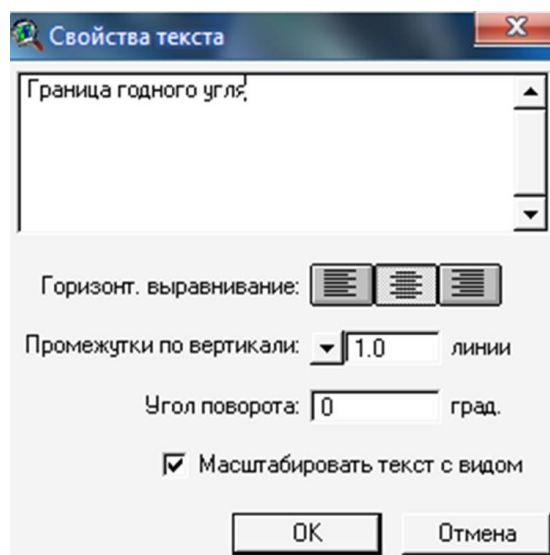 Свойства текста
Граница годного угля
Горизонт. выравнивание:
Промежутки по вертикали: 1.0 линии
Угол поворота: 0 град.
Масштабировать текст с видом
OK Отмена